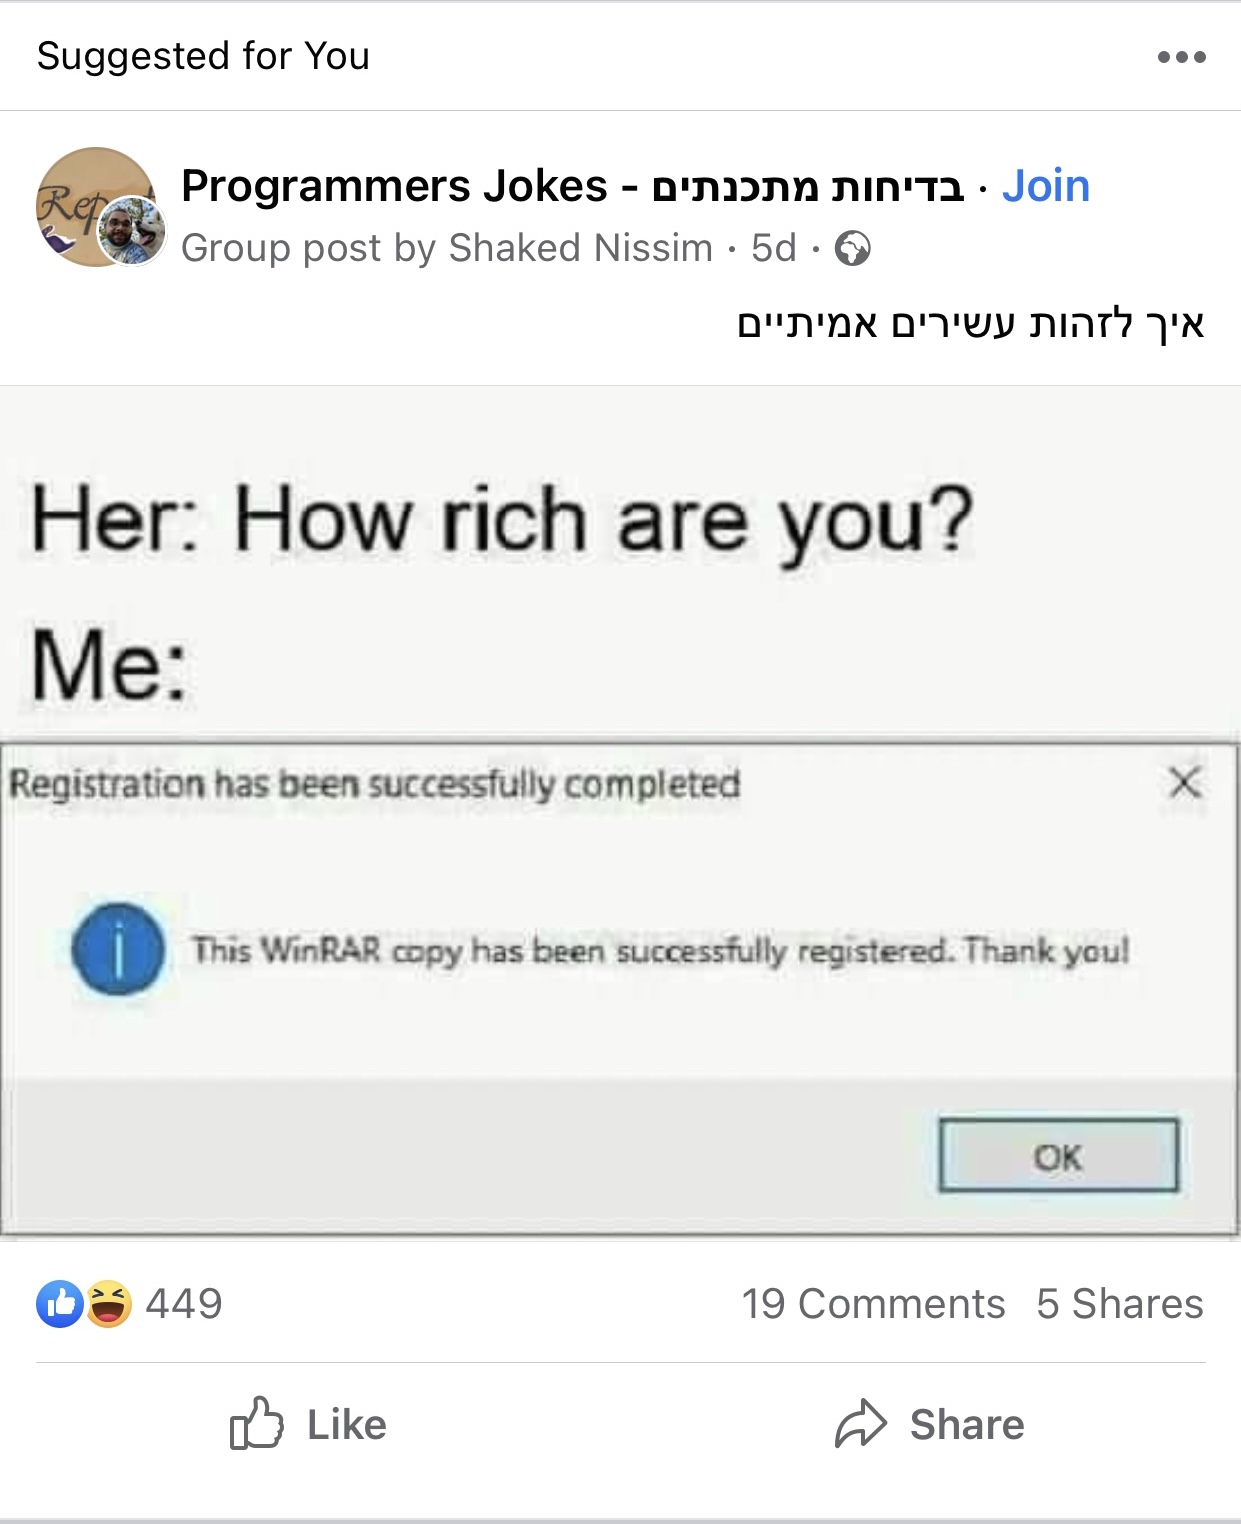 Suggested for You
Programmers Jokes - בדיחות מתכנתים · Join
Group post by Shaked Nissim · 5d ·
איך לזהות עשירים אמיתיים
Her: How rich are you?
Me:
Registration has been successfully completed
This WinRAR copy has been successfully registered. Thank you!
OK
449
19 Comments 5 Shares
Like
Share